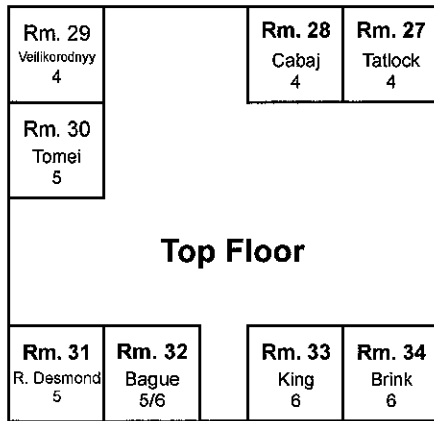 Rm. 29
Veilikorodnyy
4
Rm. 28
Cabaj
4
Rm. 27
Tatlock
4
Rm. 30
Tomei
5
Top Floor
Rm. 31
R. Desmond
5
Rm. 32
Bague
5/6
Rm. 33
King
6
Rm. 34
Brink
6